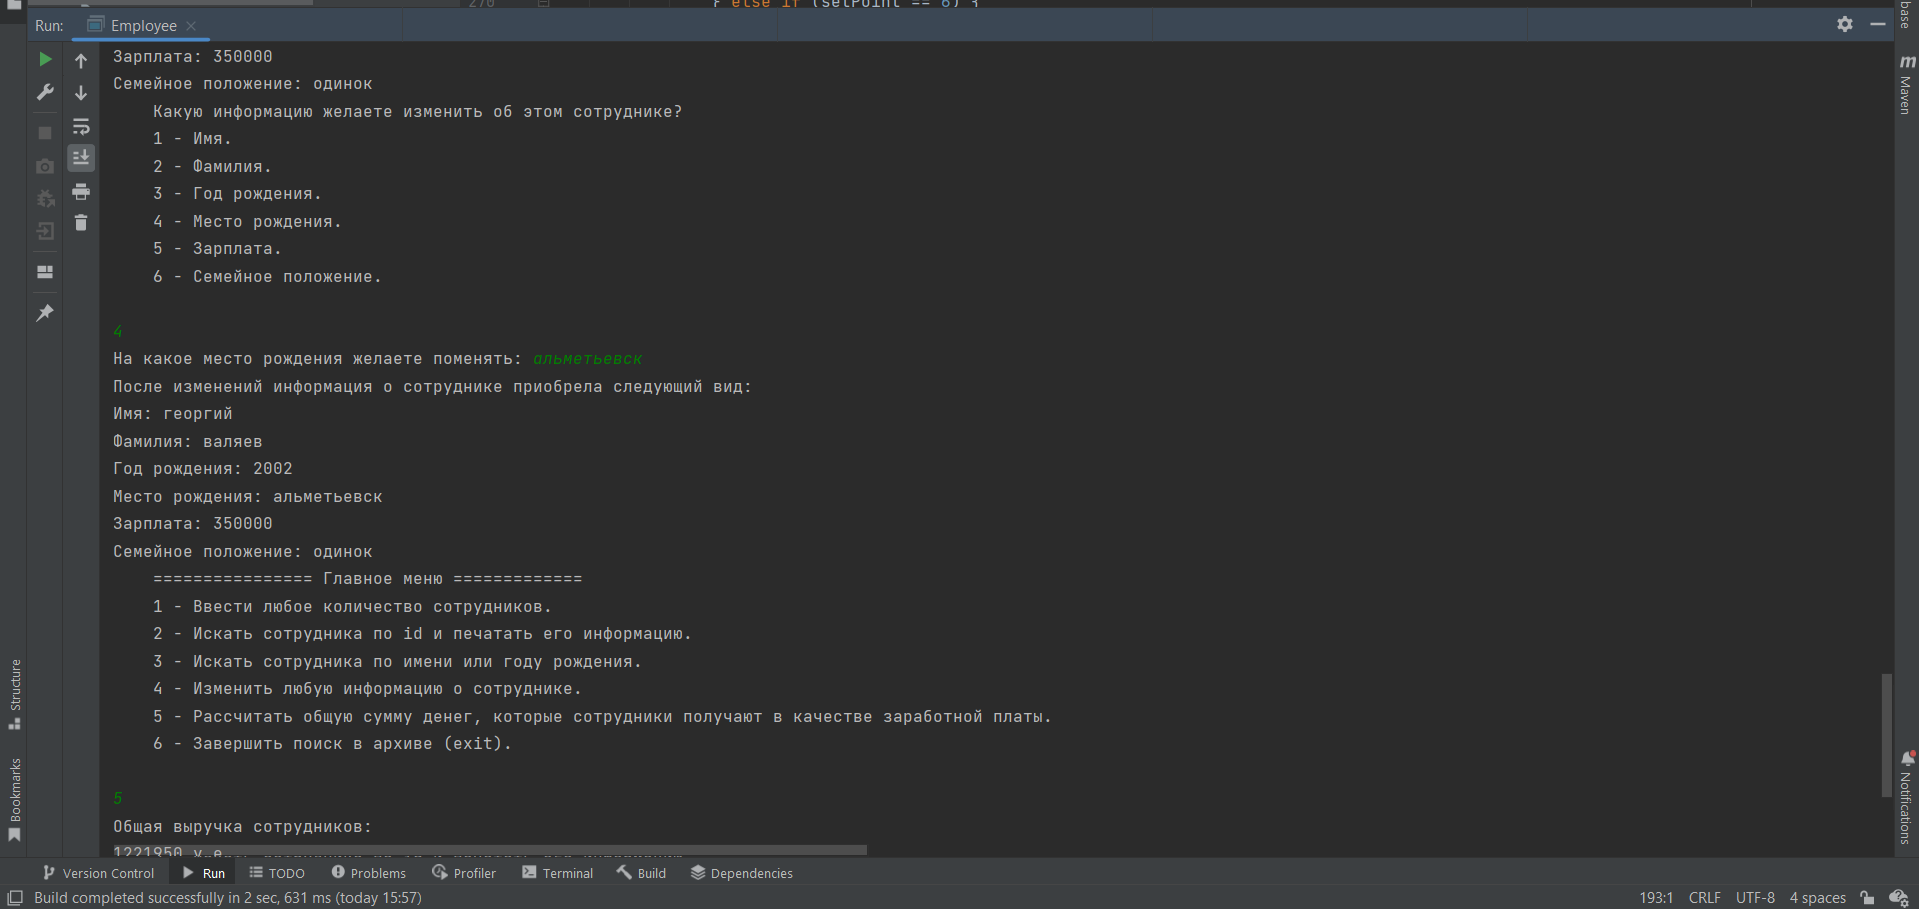 270 } else if (setPoint == 6) {
Run: Employee
Зарплата: 350000
Семейное положение: одинок
Какую информацию желаете изменить об этом сотруднике?
1 - Имя.
2 - Фамилия.
3 - Год рождения.
4 - Место рождения.
5 - Зарплата.
6 - Семейное положение.
4
На какое место рождения желаете поменять: альметьевск
После изменений информация о сотруднике приобрела следующий вид:
Имя: георгий
Фамилия: валяев
Год рождения: 2002
Место рождения: альметьевск
Зарплата: 350000
Семейное положение: одинок
================ Главное меню =============
1 - Ввести любое количество сотрудников.
2 - Искать сотрудника по id и печатать его информацию.
3 - Искать сотрудника по имени или году рождения.
4 - Изменить любую информацию о сотруднике.
5 - Рассчитать общую сумму денег, которые сотрудники получают в качестве заработной платы.
6 - Завершить поиск в архиве (exit).
5
Общая выручка сотрудников:
1221950 у.е.
Structure
Bookmarks
base
Maven
Notifications
Version Control Run TODO Problems Profiler Terminal Build Dependencies
Build completed successfully in 2 sec, 631 ms (today 15:57) 193:1 CRLF UTF-8 4 spaces